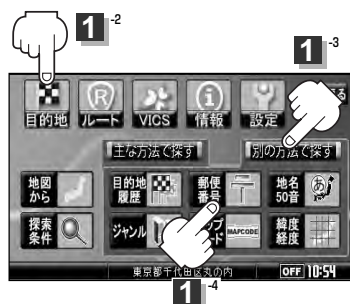 1 -2
1 -3
目的地 ルート VICS 情報 設定 る
主な方法で探す 別の方法で探す
地図から 目的地履歴 郵便番号 地名50音 あ
探索条件 ジャンル MAPCODE 緯度経度
東京都千代田区丸の内 OFF 10:54
1 -4